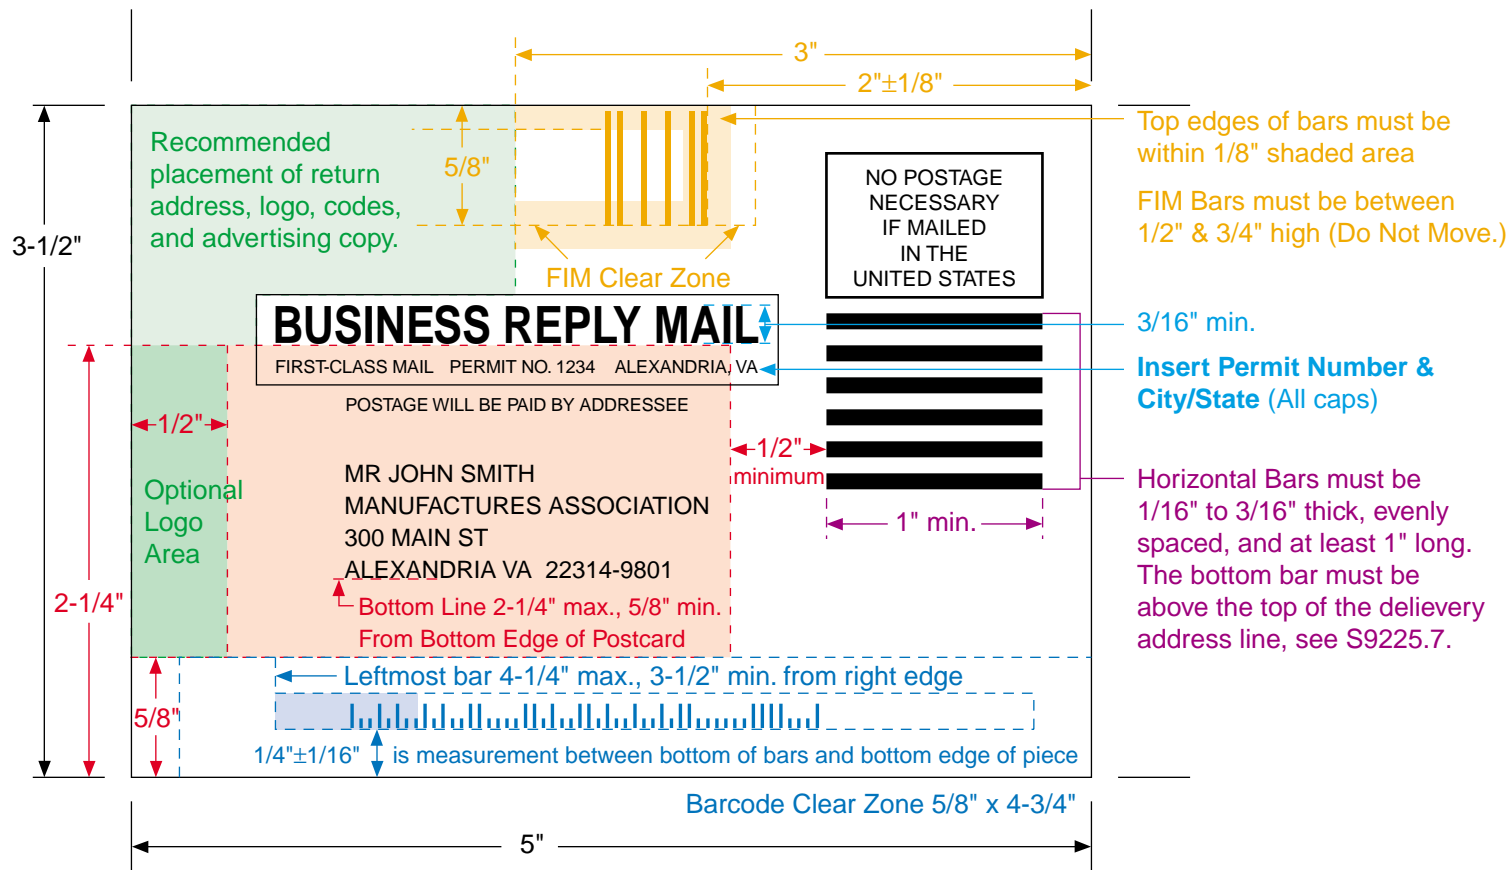 3"
2"±1/8"
Recommended
placement of return
address, logo, codes,
and advertising copy.
5/8"
Top edges of bars must be
within 1/8" shaded area
FIM Bars must be between
1/2" & 3/4" high (Do Not Move.)
NO POSTAGE
NECESSARY
IF MAILED
IN THE
UNITED STATES
3-1/2"
FIM Clear Zone
BUSINESS REPLY MAIL
FIRST-CLASS MAIL PERMIT NO. 1234 ALEXANDRIA, VA
3/16" min.
Insert Permit Number &
City/State (All caps)
POSTAGE WILL BE PAID BY ADDRESSEE
1/2"
1/2"
minimum
MR JOHN SMITH
MANUFACTURES ASSOCIATION
300 MAIN ST
ALEXANDRIA VA 22314-9801
Optional
Logo
Area
1" min.
Horizontal Bars must be
1/16" to 3/16" thick, evenly
spaced, and at least 1" long.
The bottom bar must be
above the top of the delievery
address line, see S9225.7.
2-1/4"
Bottom Line 2-1/4" max., 5/8" min.
From Bottom Edge of Postcard
Leftmost bar 4-1/4" max., 3-1/2" min. from right edge
5/8"
1/4"±1/16" is measurement between bottom of bars and bottom edge of piece
Barcode Clear Zone 5/8" x 4-3/4"
5"